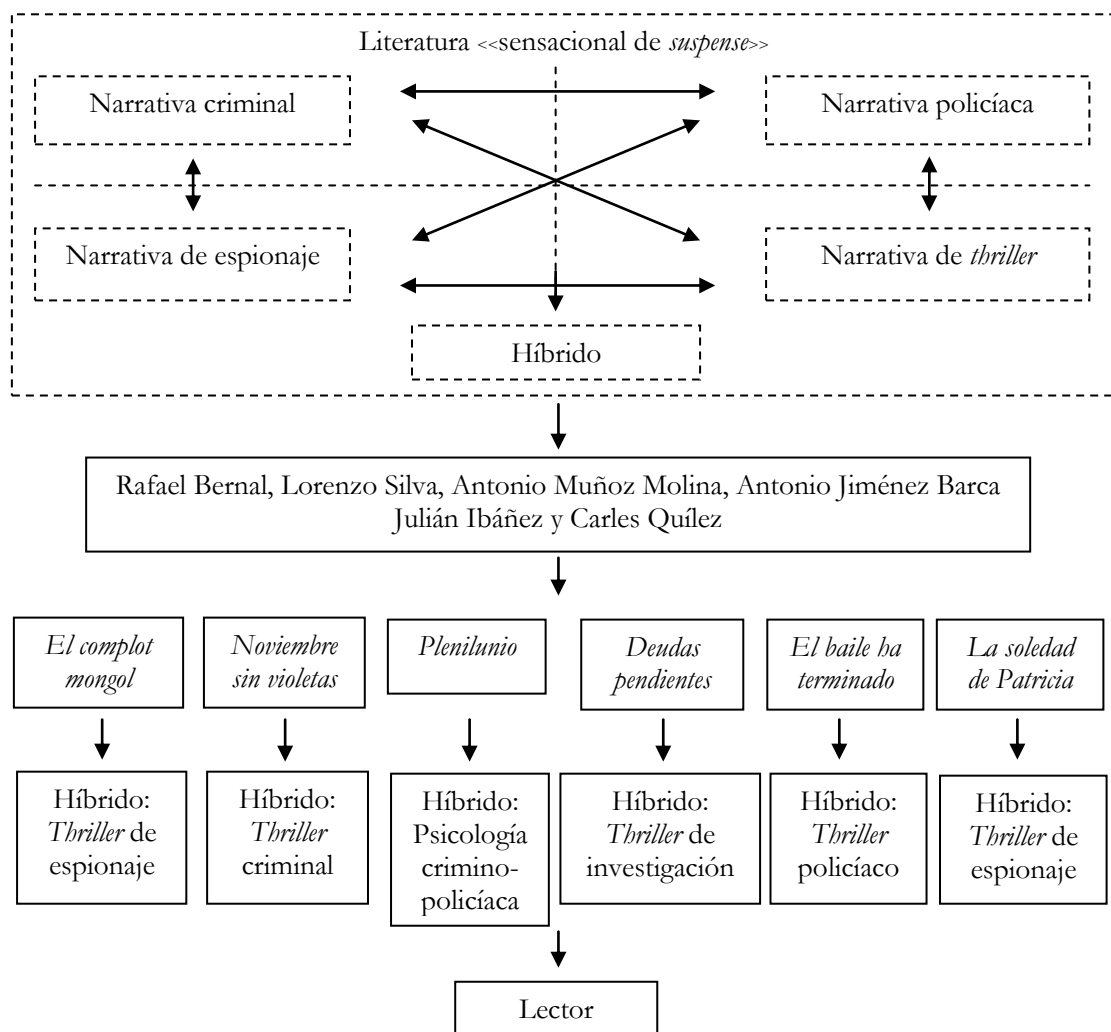 Literatura <<sensacional de suspense>>
Narrativa criminal
Narrativa policíaca
Narrativa de espionaje
Narrativa de thriller
Híbrido
Rafael Bernal, Lorenzo Silva, Antonio Muñoz Molina, Antonio Jiménez Barca
Julián Ibáñez y Carles Quílez
El complot
mongol
Noviembre
sin violetas
Plenilunio
Deudas
pendientes
El baile ha
terminado
La soledad
de Patricia
Híbrido:
Thriller de
espionaje
Híbrido:
Thriller
criminal
Híbrido:
Psicología
crimino-
policíaca
Híbrido:
Thriller de
investigación
Híbrido:
Thriller
policíaco
Híbrido:
Thriller de
espionaje
Lector